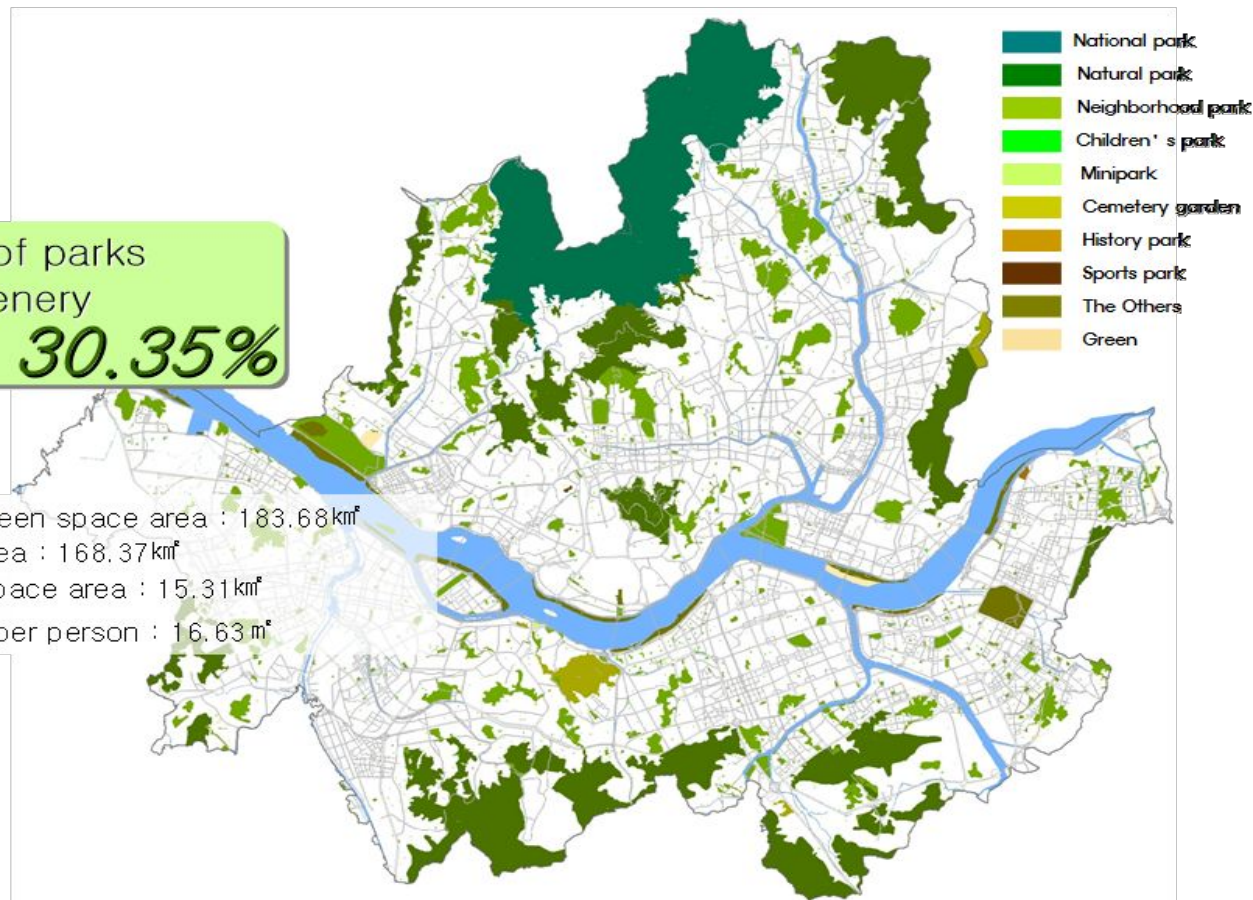 of parks
enery
30.35%
een space area : 183.68㎢
ea : 168.37㎢
pace area : 15.31㎢
per person : 16.63㎡
National park
Natural park
Neighborhood park
Children's park
Minipark
Cemetery garden
History park
Sports park
The Others
Green